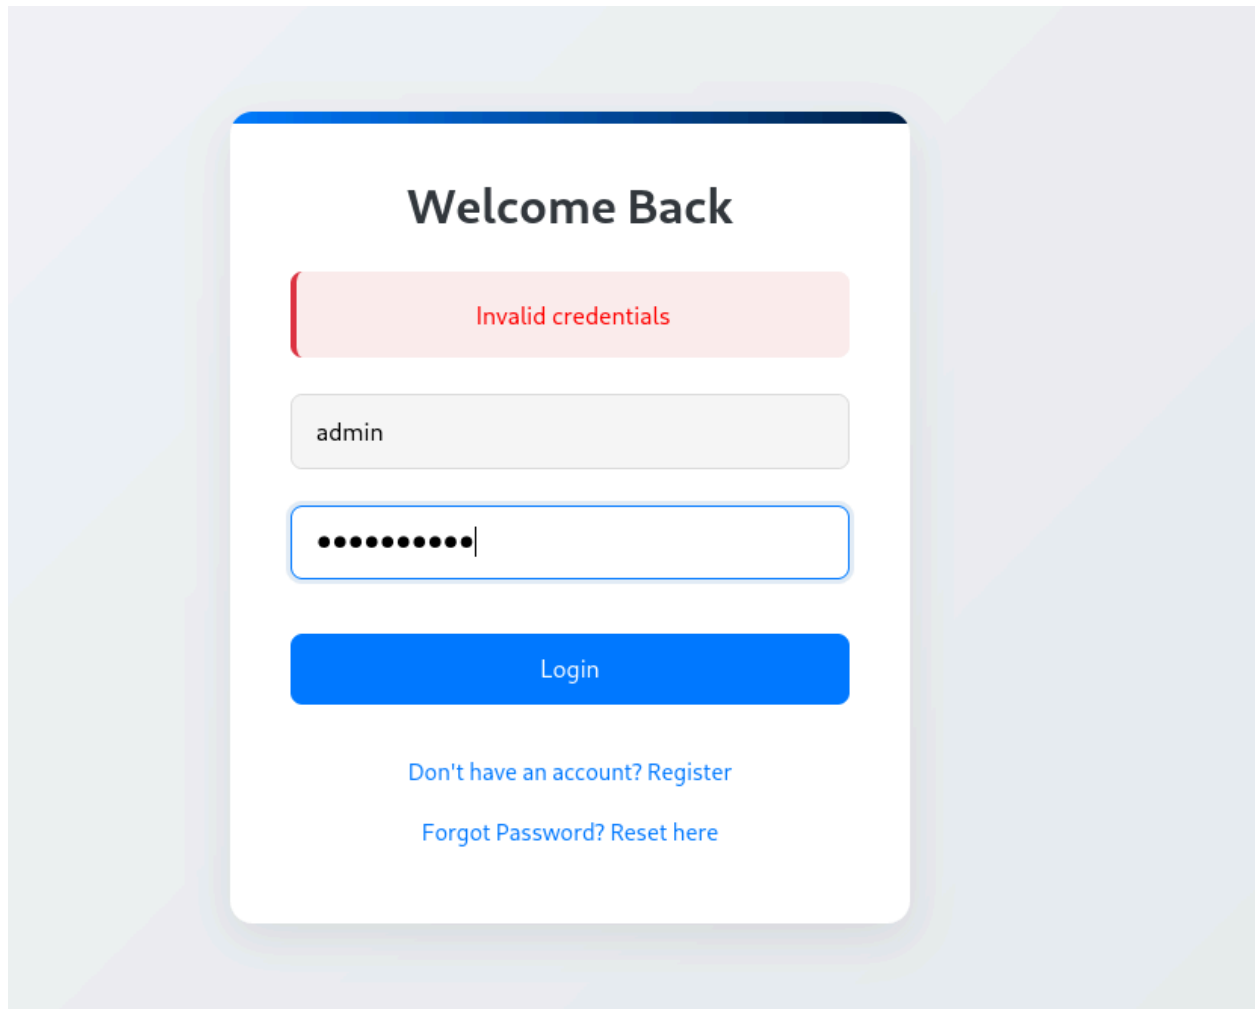 Welcome Back
Invalid credentials
admin
••••••••••
Login
Don't have an account? Register
Forgot Password? Reset here